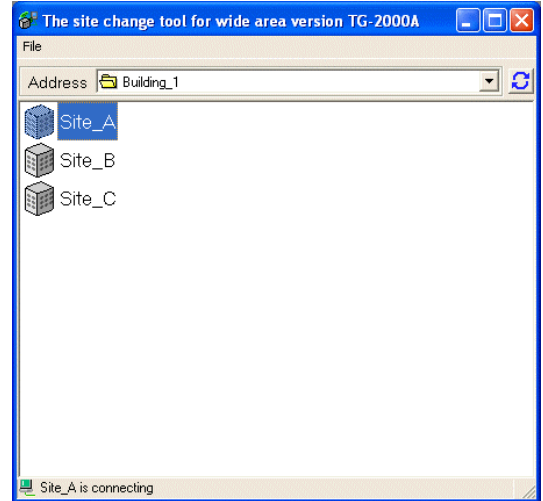 The site change tool for wide area version TG-2000A
File
Address Building_1
Site_A
Site_B
Site_C
Site_A is connecting